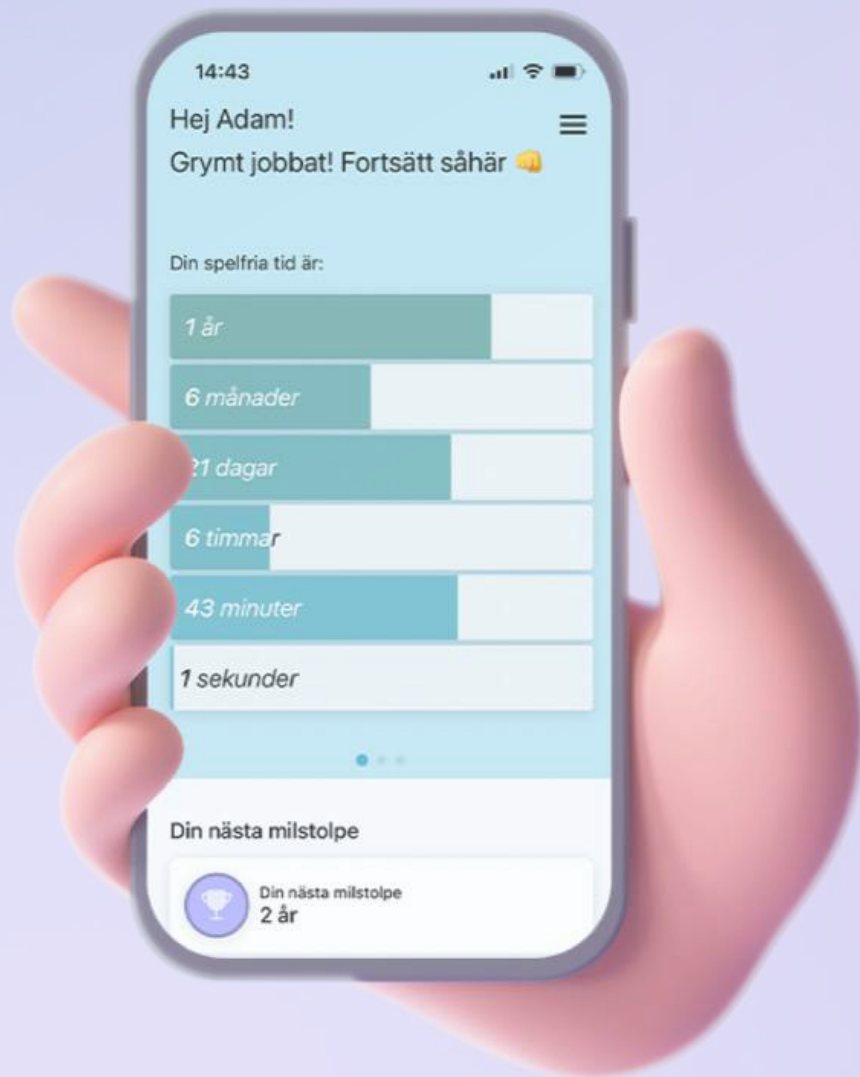 14:43
Hej Adam!
Grymt jobbat! Fortsätt såhär 👊
Din spelfria tid är:
1 år
6 månader
21 dagar
6 timmar
43 minuter
1 sekunder
Din nästa milstolpe
Din nästa milstolpe
2 år